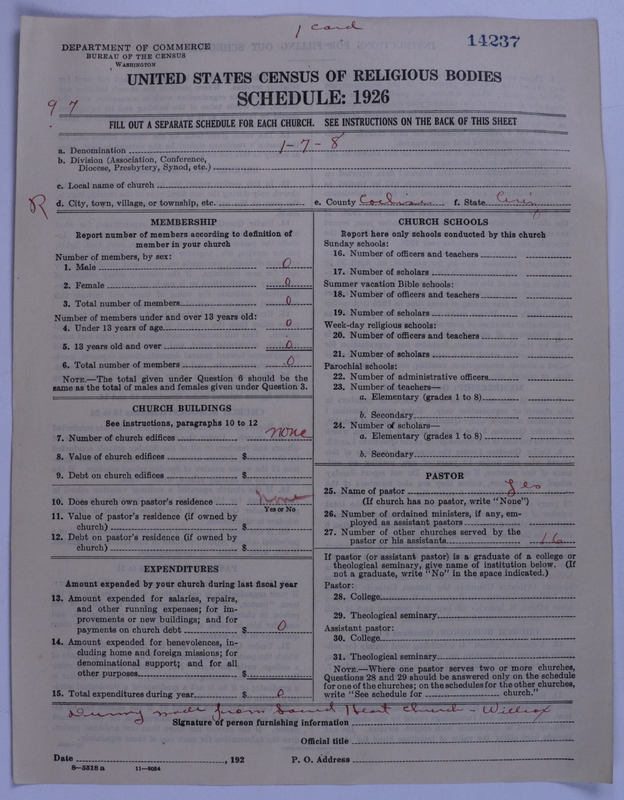 1 Card
14237
DEPARTMENT OF COMMERCE
BUREAU OF THE CENSUS
WASHINGTON
UNITED STATES CENSUS OF RELIGIOUS BODIES
SCHEDULE: 1926
97
FILL OUT A SEPARATE SCHEDULE FOR EACH CHURCH. SEE INSTRUCTIONS ON THE BACK OF THIS SHEET
a. Denomination 1-7-8
b. Division (Association, Conference,
Diocese, Presbytery, Synod, etc.)
c. Local name of church
R d. City, town, village, or township, etc. e. County f. State
MEMBERSHIP
Report number of members according to definition of
member in your church
Number of members, by sex:
1. Male 0
2. Female 0
3. Total number of members 0
Number of members under and over 13 years old:
4. Under 13 years of age 0
5. 13 years old and over 0
6. Total number of members 0
NOTE.—The total given under Question 6 should be the
same as the total of males and females given under Question 3.
CHURCH BUILDINGS
See instructions, paragraphs 10 to 12
7. Number of church edifices none
8. Value of church edifices $
9. Debt on church edifices $
10. Does church own pastor's residence none
Yes or No
11. Value of pastor's residence (if owned by
church) $
12. Debt on pastor's residence (if owned by
church) $
EXPENDITURES
Amount expended by your church during last fiscal year
13. Amount expended for salaries, repairs,
and other running expenses; for im-
provements or new buildings; and for
payments on church debt $ 0
14. Amount expended for benevolences, in-
cluding home and foreign missions; for
denominational support; and for all
other purposes $
15. Total expenditures during year $ 0
CHURCH SCHOOLS
Report here only schools conducted by this church
Sunday schools:
16. Number of officers and teachers
17. Number of scholars
Summer vacation Bible schools:
18. Number of officers and teachers
19. Number of scholars
Week-day religious schools:
20. Number of officers and teachers
21. Number of scholars
Parochial schools:
22. Number of administrative officers
23. Number of teachers—
a. Elementary (grades 1 to 8)
b. Secondary
24. Number of scholars—
a. Elementary (grades 1 to 8)
b. Secondary
PASTOR
25. Name of pastor Yes
(If church has no pastor, write "None")
26. Number of ordained ministers, if any, em-
ployed as assistant pastors
27. Number of other churches served by the
pastor or his assistants 16
If pastor (or assistant pastor) is a graduate of a college or
theological seminary, give name of institution below. (If
not a graduate, write "No" in the space indicated.)
Pastor:
28. College
29. Theological seminary
Assistant pastor:
30. College
31. Theological seminary
NOTE.—Where one pastor serves two or more churches,
Questions 28 and 29 should be answered only on the schedule
for one of the churches; on the schedules for the other churches,
write "See schedule for church."
Dummy made from Sacred Heart Church - Willcox
Signature of person furnishing information
Official title
Date , 192 P. O. Address
8—5318 a 11—9054